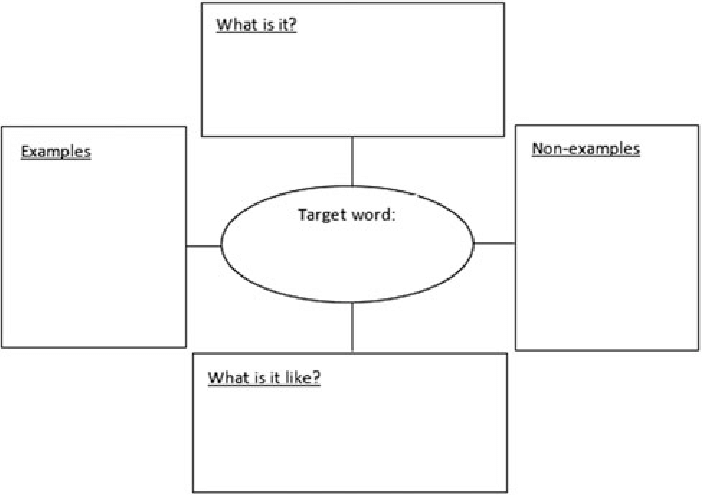 What is it?
Examples
Non-examples
Target word:
What is it like?